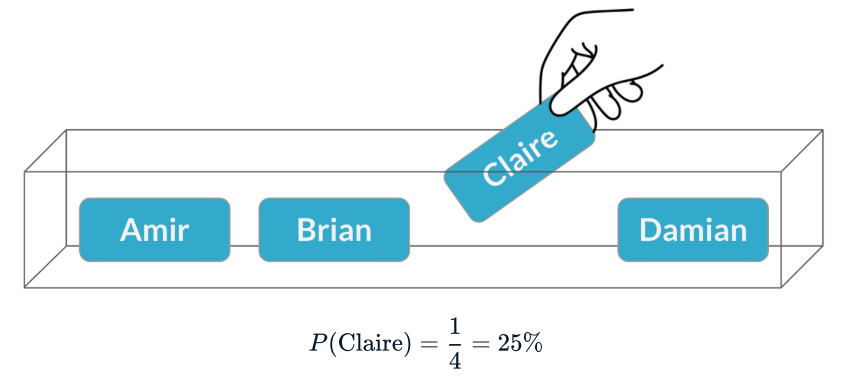 Claire
Amir Brian Damian
P(Claire) = 1/4 = 25%